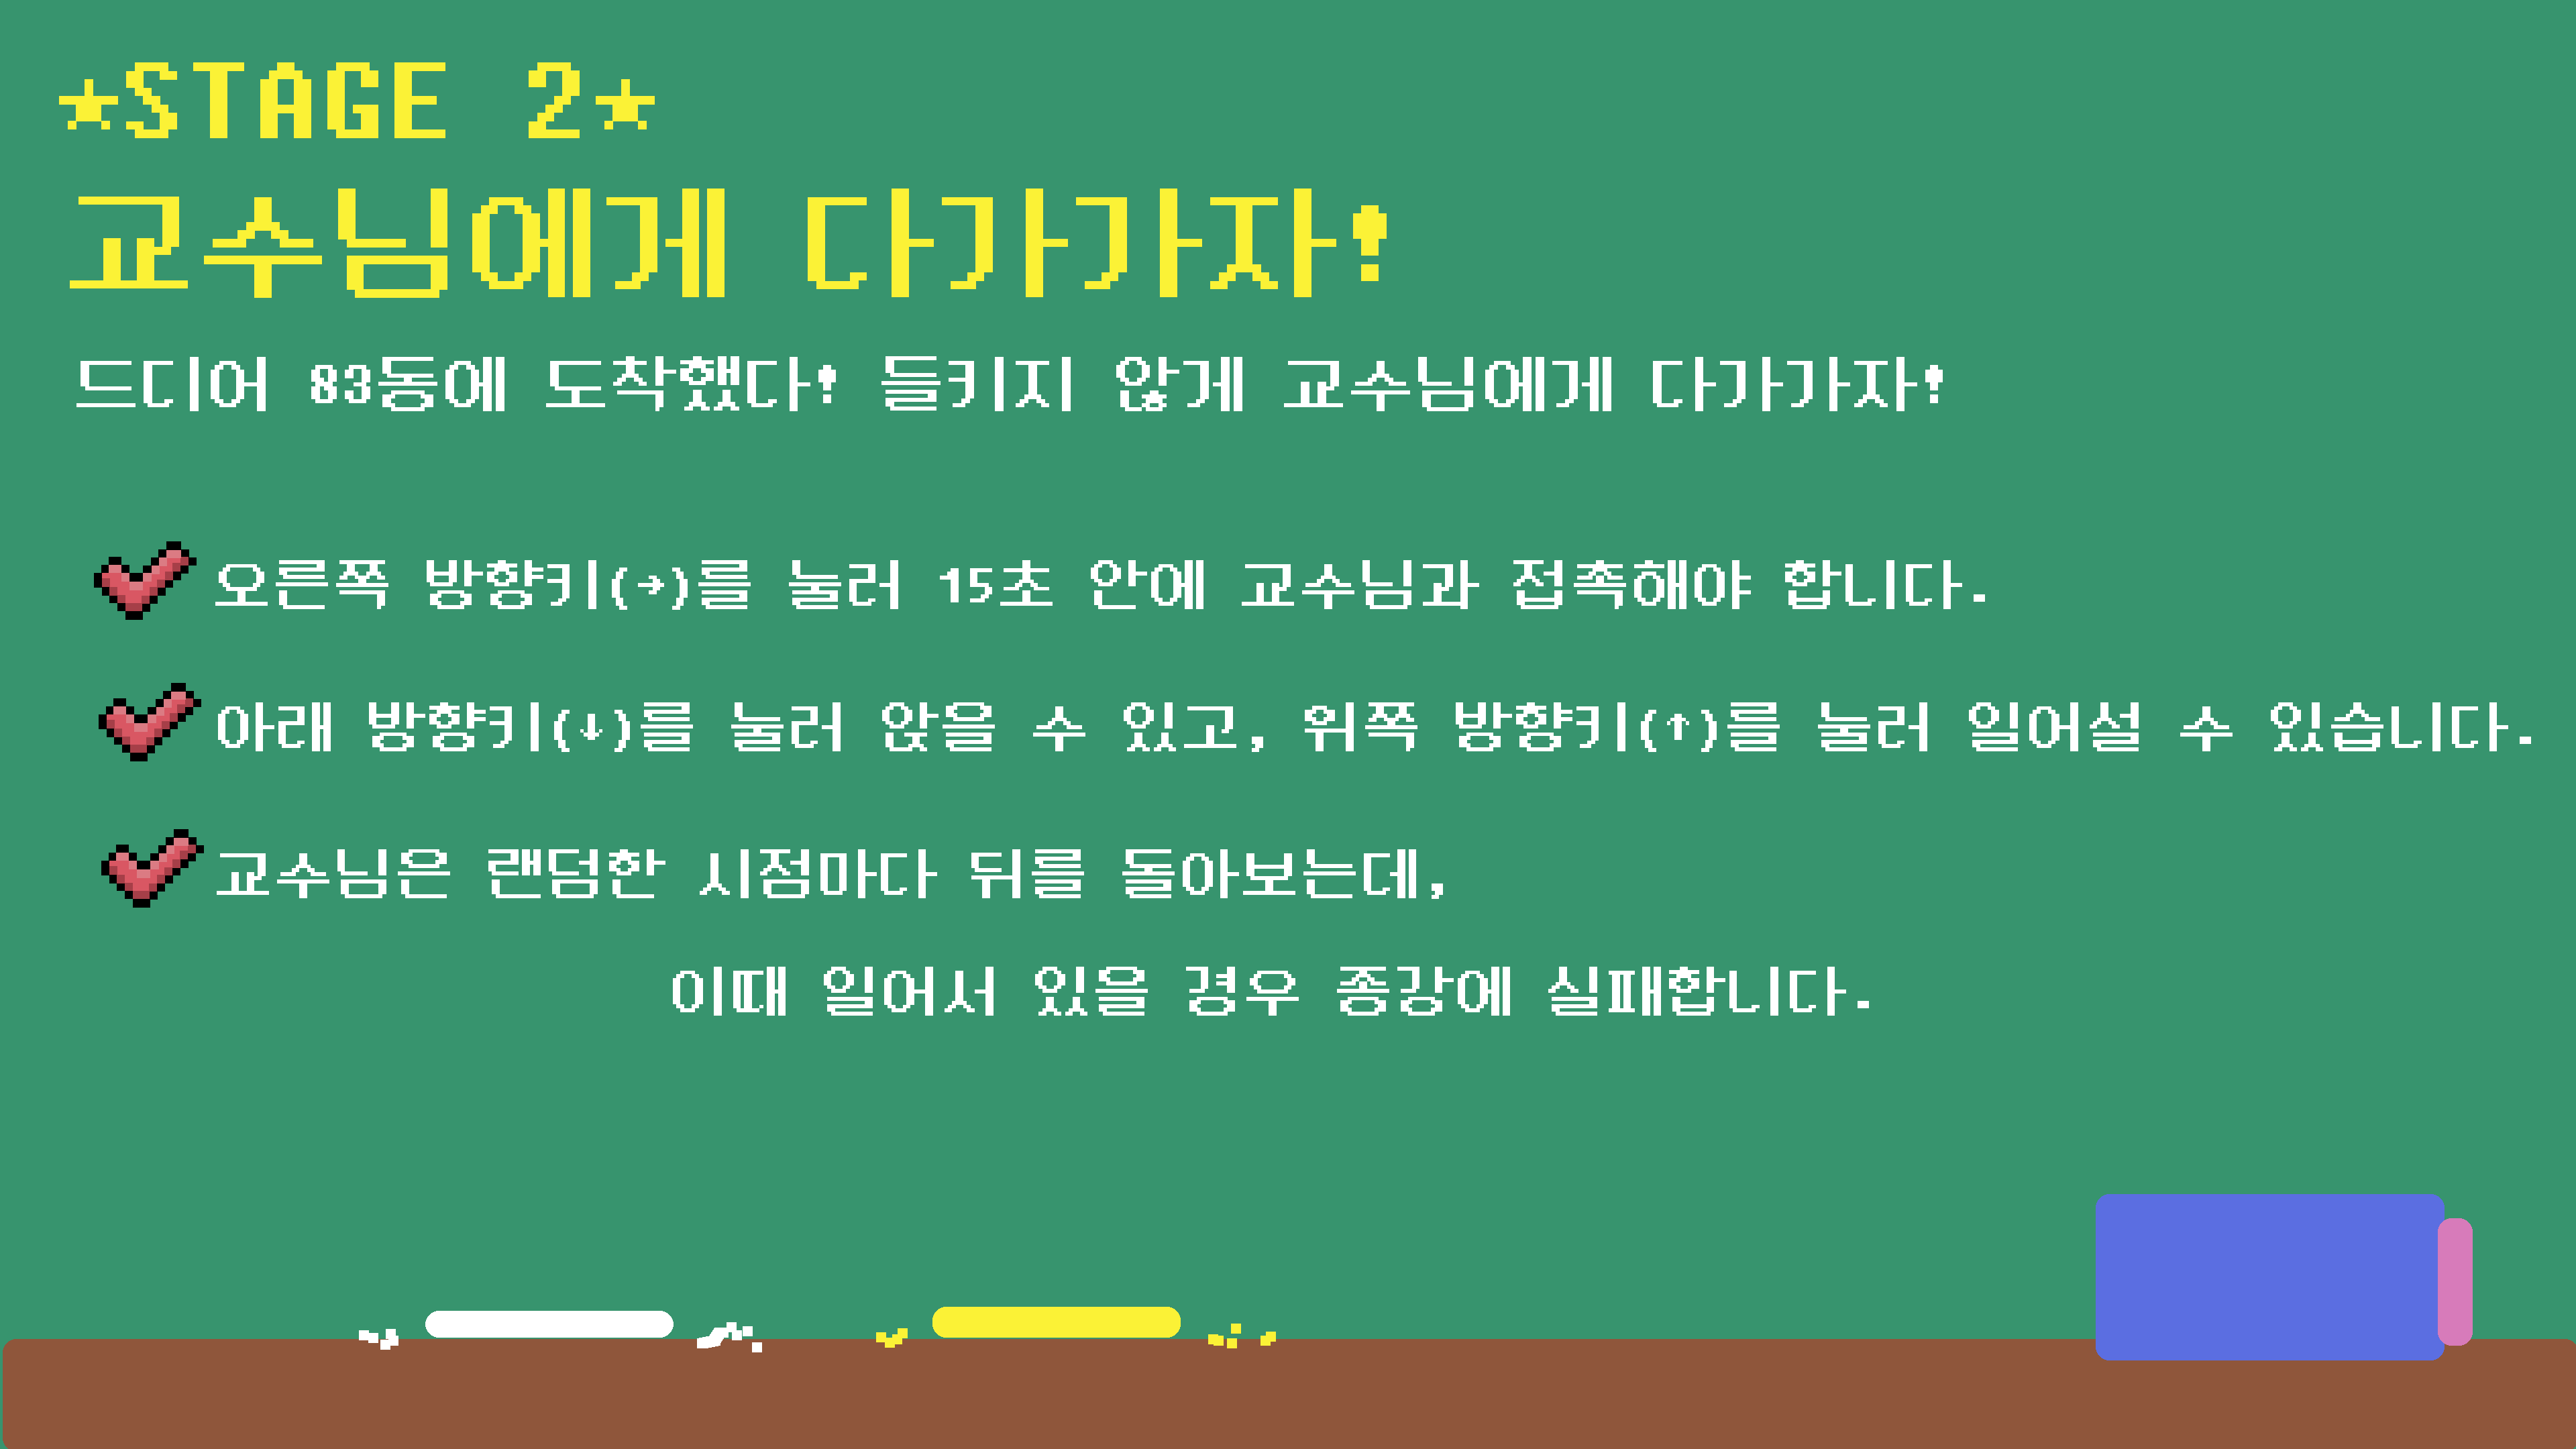 ★STAGE 2★
교수님에게 다가가자!
드디어 83동에 도착했다! 들키지 않게 교수님에게 다가가자!
오른쪽 방향키(→)를 눌러 15초 안에 교수님과 접촉해야 합니다.
아래 방향키(↓)를 눌러 앉을 수 있고, 위쪽 방향키(↑)를 눌러 일어설 수 있습니다.
교수님은 랜덤한 시점마다 뒤를 돌아보는데,
이때 일어서 있을 경우 종강에 실패합니다.